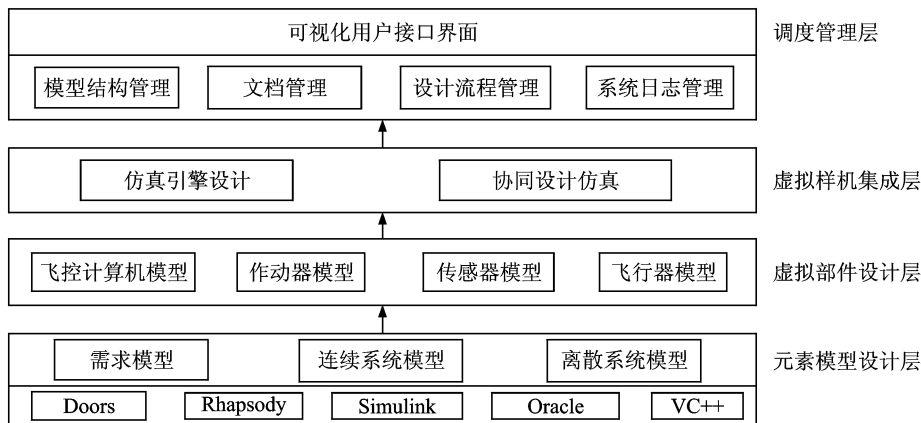 可视化用户接口界面
调度管理层
模型结构管理 文档管理 设计流程管理 系统日志管理
仿真引擎设计 协同设计仿真
虚拟样机集成层
飞控计算机模型 作动器模型 传感器模型 飞行器模型
虚拟部件设计层
需求模型 连续系统模型 离散系统模型
元素模型设计层
Doors Rhapsody Simulink Oracle VC++